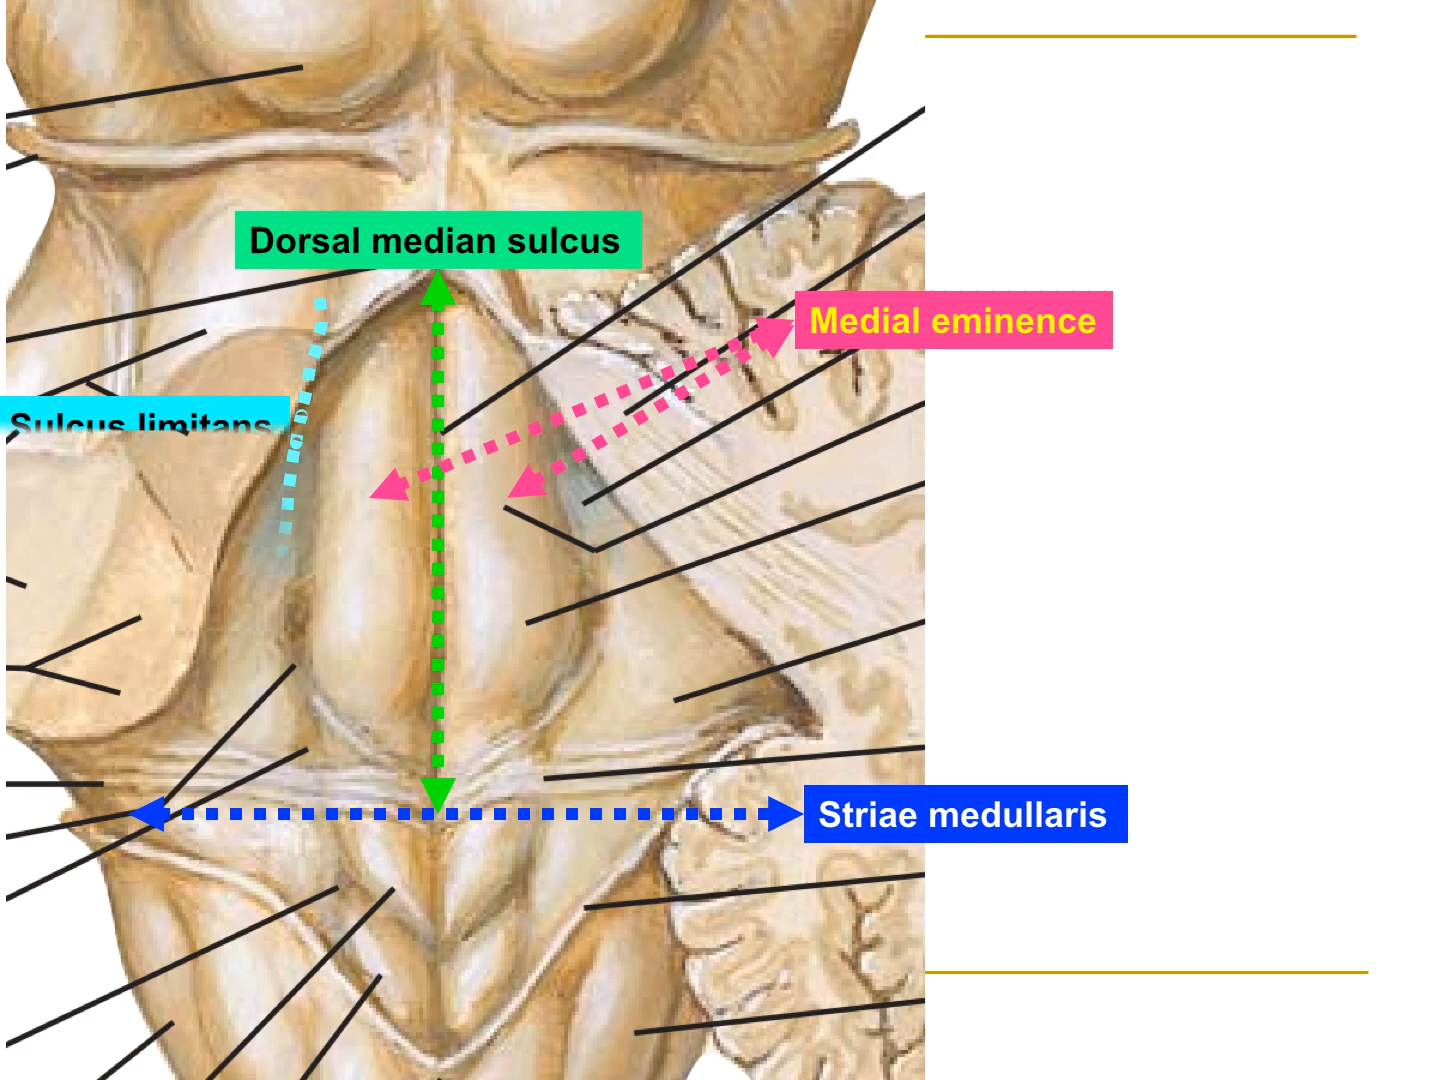 Dorsal median sulcus
Medial eminence
Sulcus limitans
Striae medullaris